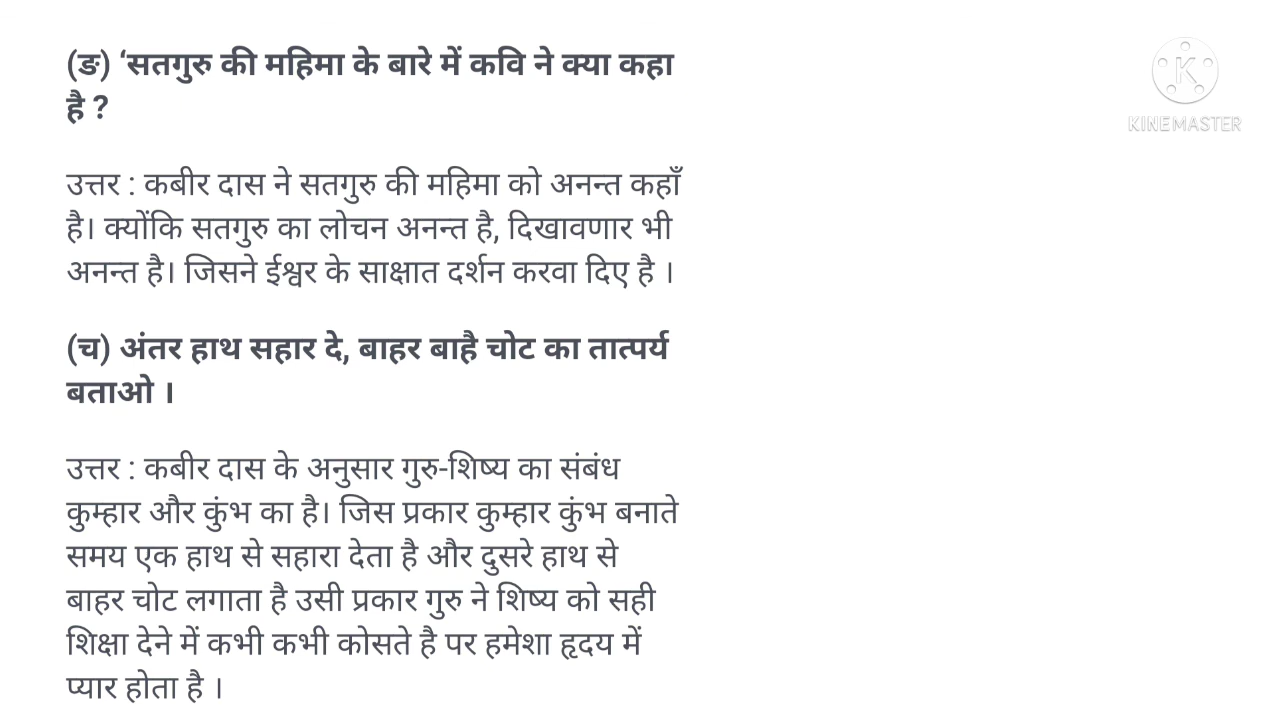 (ङ) ‘सतगुरु की महिमा के बारे में कवि ने क्या कहा
है ?
उत्तर : कबीर दास ने सतगुरु की महिमा को अनन्त कहाँ
है। क्योंकि सतगुरु का लोचन अनन्त है, दिखावणार भी
अनन्त है। जिसने ईश्वर के साक्षात दर्शन करवा दिए है ।
(च) अंतर हाथ सहार दे, बाहर बाहै चोट का तात्पर्य
बताओ ।
उत्तर : कबीर दास के अनुसार गुरु-शिष्य का संबंध
कुम्हार और कुंभ का है। जिस प्रकार कुम्हार कुंभ बनाते
समय एक हाथ से सहारा देता है और दुसरे हाथ से
बाहर चोट लगाता है उसी प्रकार गुरु ने शिष्य को सही
शिक्षा देने में कभी कभी कोसते है पर हमेशा हृदय में
प्यार होता है ।
K
KINEMASTER